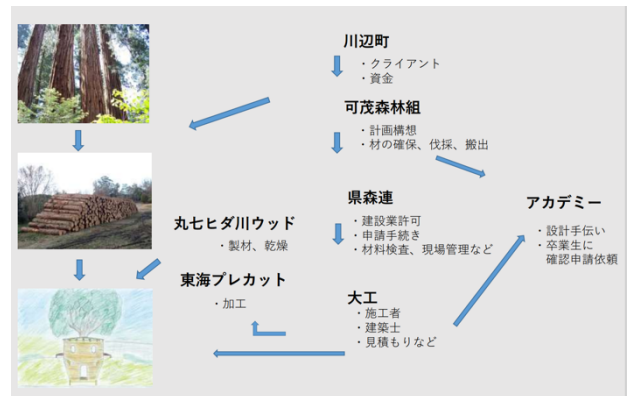 川辺町
・クライアント
・資金
可茂森林組
・計画構想
・材の確保、伐採、搬出
県森連
・建設業許可
・申請手続き
・材料検査、現場管理など
アカデミー
・設計手伝い
・卒業生に
確認申請依頼
丸七ヒダ川ウッド
・製材、乾燥
東海プレカット
・加工
大工
・施工者
・建築士
・見積もりなど